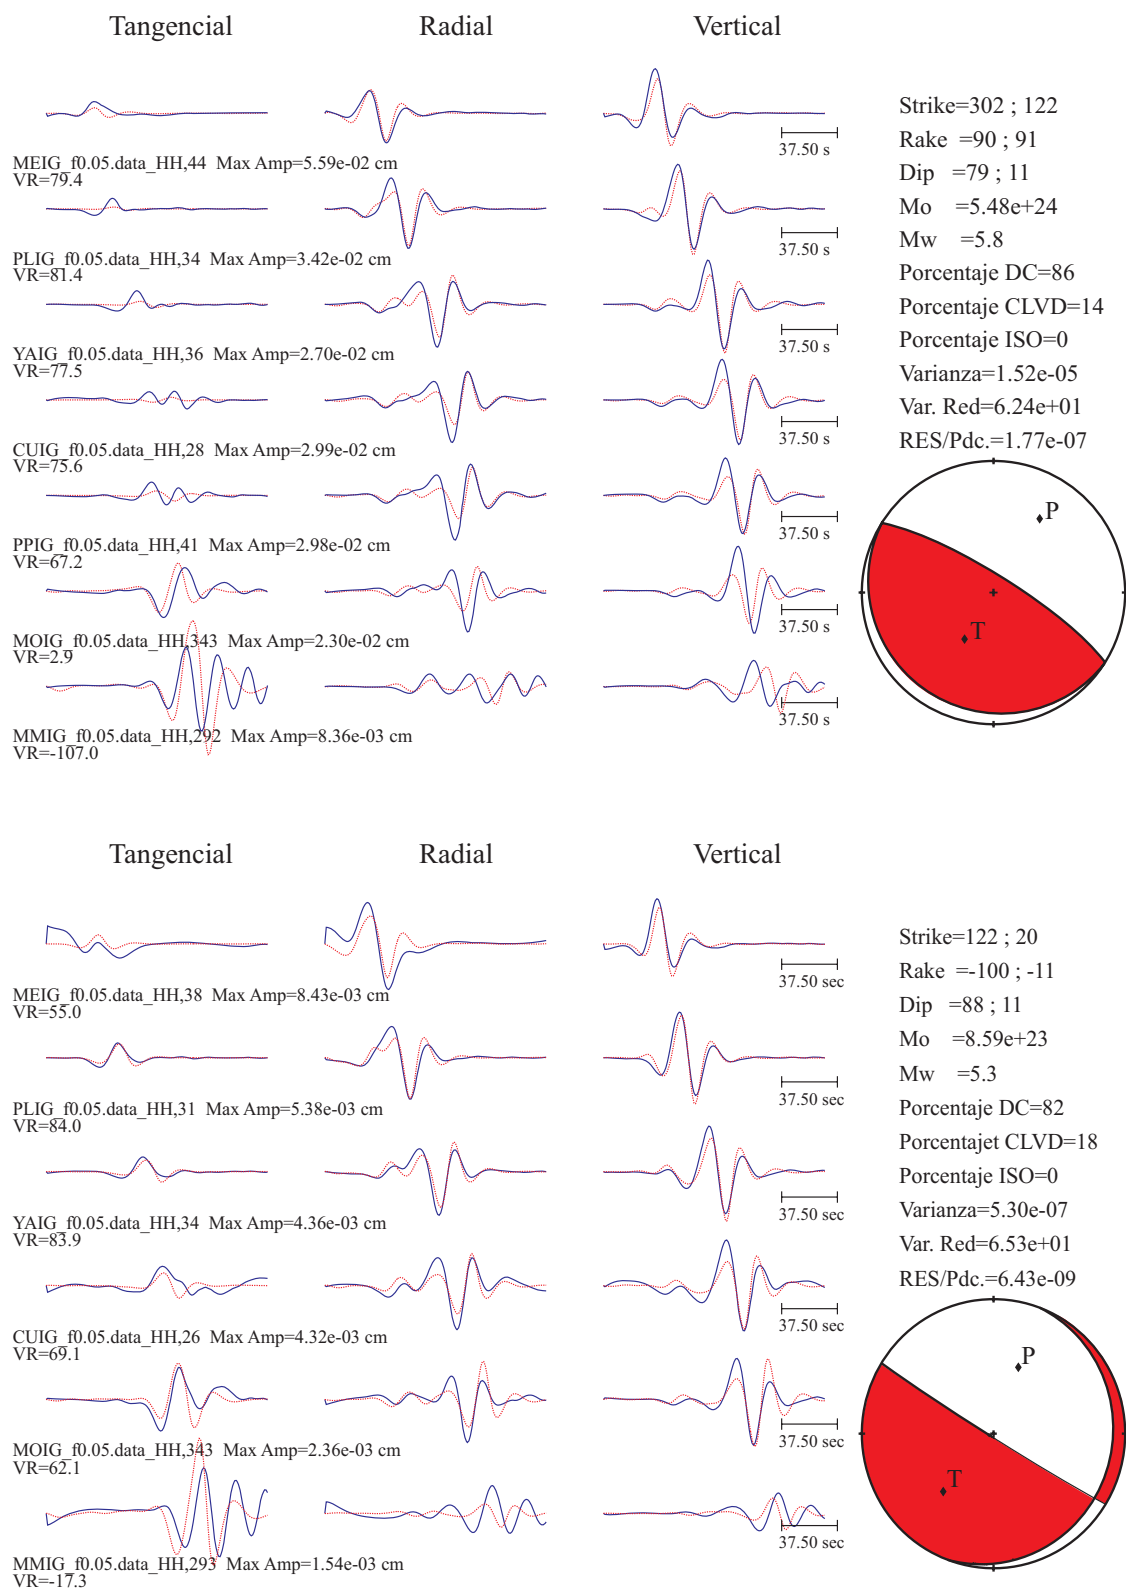 Tangencial Radial Vertical
37.50 s
MEIG_f0.05.data_HH,44 Max Amp=5.59e-02 cm
VR=79.4
37.50 s
PLIG_f0.05.data_HH,34 Max Amp=3.42e-02 cm
VR=81.4
37.50 s
YAIG_f0.05.data_HH,36 Max Amp=2.70e-02 cm
VR=77.5
37.50 s
CUIG_f0.05.data_HH,28 Max Amp=2.99e-02 cm
VR=75.6
37.50 s
PPIG_f0.05.data_HH,41 Max Amp=2.98e-02 cm
VR=67.2
37.50 s
MOIG_f0.05.data_HH,343 Max Amp=2.30e-02 cm
VR=2.9
37.50 s
MMIG_f0.05.data_HH,292 Max Amp=8.36e-03 cm
VR=-107.0
Strike=302 ; 122
Rake =90 ; 91
Dip =79 ; 11
Mo =5.48e+24
Mw =5.8
Porcentaje DC=86
Porcentaje CLVD=14
Porcentaje ISO=0
Varianza=1.52e-05
Var. Red=6.24e+01
RES/Pdc.=1.77e-07
P
T
Tangencial Radial Vertical
37.50 sec
MEIG_f0.05.data_HH,38 Max Amp=8.43e-03 cm
VR=55.0
37.50 sec
PLIG_f0.05.data_HH,31 Max Amp=5.38e-03 cm
VR=84.0
37.50 sec
YAIG_f0.05.data_HH,34 Max Amp=4.36e-03 cm
VR=83.9
37.50 sec
CUIG_f0.05.data_HH,26 Max Amp=4.32e-03 cm
VR=69.1
37.50 sec
MOIG_f0.05.data_HH,343 Max Amp=2.36e-03 cm
VR=62.1
37.50 sec
MMIG_f0.05.data_HH,293 Max Amp=1.54e-03 cm
VR=-17.3
Strike=122 ; 20
Rake =-100 ; -11
Dip =88 ; 11
Mo =8.59e+23
Mw =5.3
Porcentaje DC=82
Porcentajet CLVD=18
Porcentaje ISO=0
Varianza=5.30e-07
Var. Red=6.53e+01
RES/Pdc.=6.43e-09
P
T